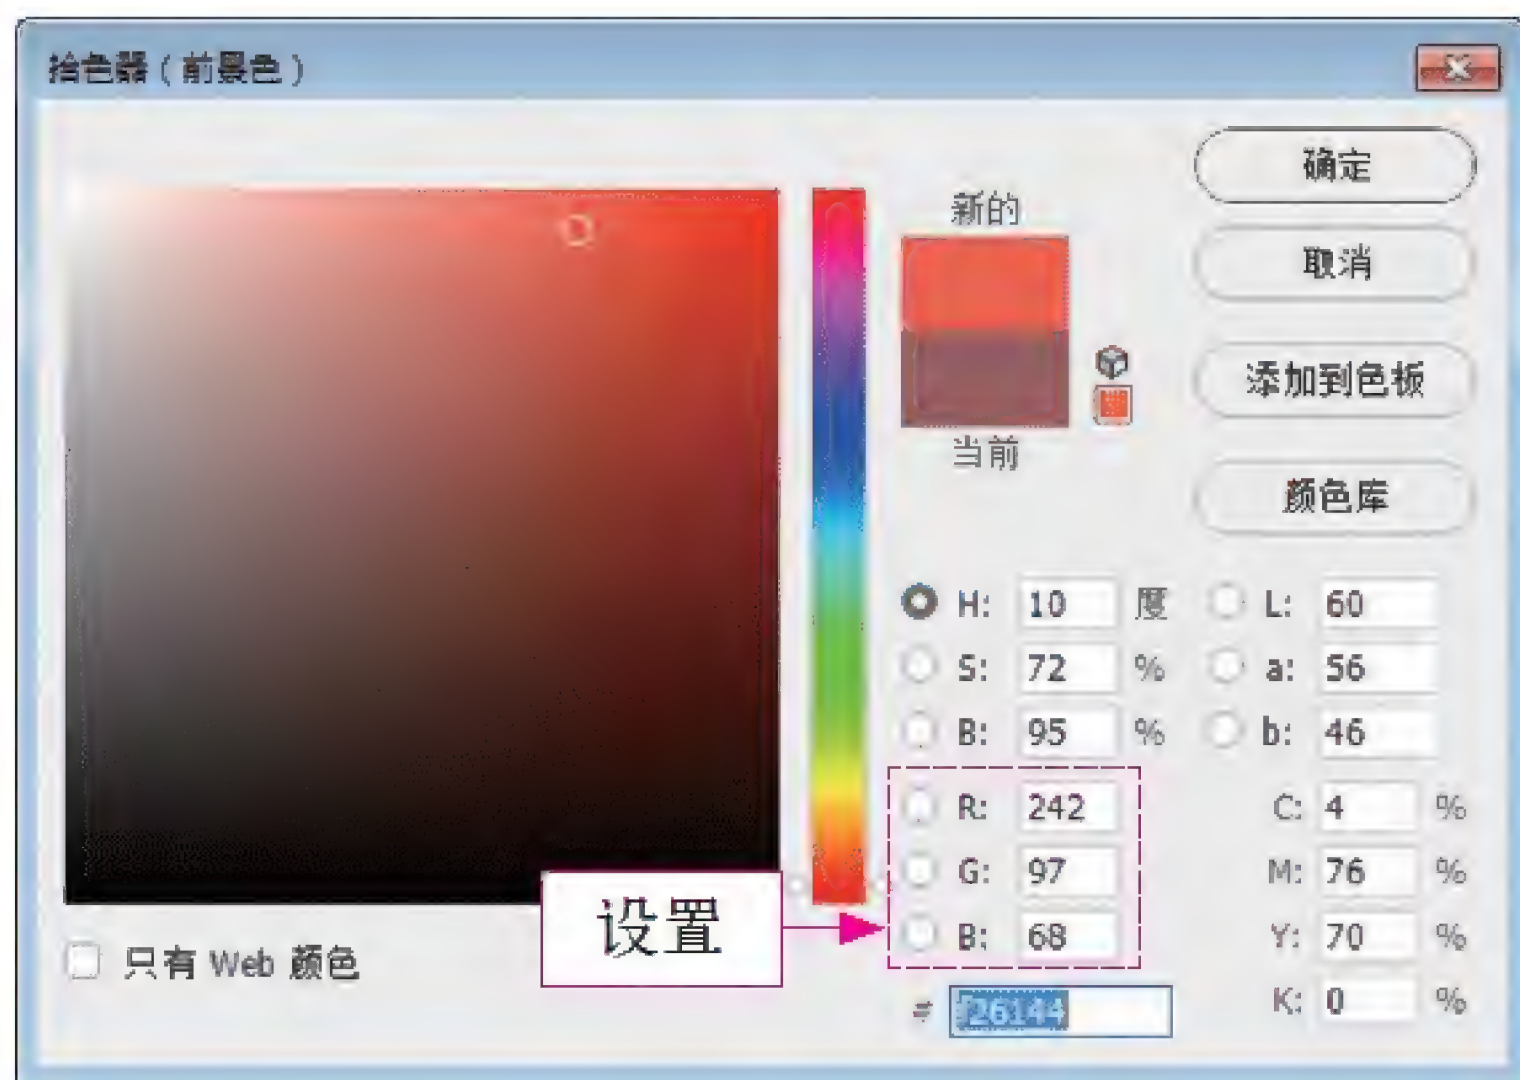 拾色器（前景色）
确定
新的
取消
添加到色板
当前
颜色库
H: 10 度 L: 60
S: 72 % a: 56
B: 95 % b: 46
R: 242 C: 4 %
G: 97 M: 76 %
设置
B: 68 Y: 70 %
只有 Web 颜色
# f26144 K: 0 %